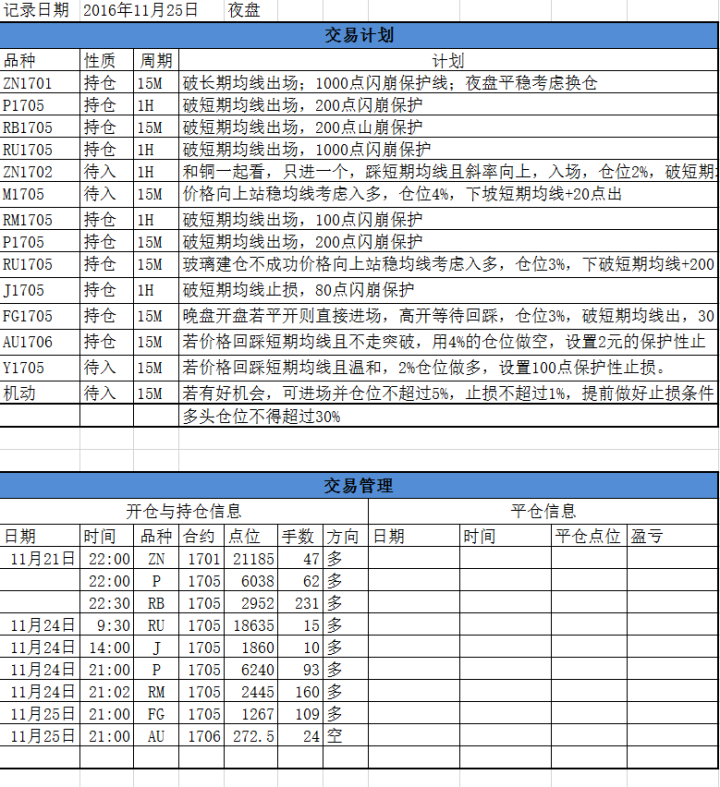 记录日期 2016年11月25日 夜盘
交易计划
品种 性质 周期 计划
ZN1701 持仓 15M 破长期均线出场；1000点闪崩保护线；夜盘平稳考虑换仓
P1705 持仓 1H 破短期均线出场，200点闪崩保护
RB1705 持仓 15M 破短期均线出场，200点山崩保护
RU1705 持仓 1H 破短期均线出场，1000点闪崩保护
ZN1702 待入 1H 和铜一起看，只进一个，踩短期均线且斜率向上，入场，仓位2%，破短期
M1705 待入 15M 价格向上站稳均线考虑入多，仓位4%，下坡短期均线+20点出
RM1705 持仓 1H 破短期均线出场，100点闪崩保护
P1705 持仓 15M 破短期均线出场，200点闪崩保护
RU1705 持仓 15M 玻璃建仓不成功价格向上站稳均线考虑入多，仓位3%，下破短期均线+200
J1705 持仓 1H 破短期均线止损，80点闪崩保护
FG1705 持仓 15M 晚盘开盘若平开则直接进场，高开等待回踩，仓位3%，破短期均线出，30
AU1706 持仓 15M 若价格回踩短期均线且不走突破，用4%的仓位做空，设置2元的保护性止
Y1705 待入 15M 若价格回踩短期均线且温和，2%仓位做多，设置100点保护性止损。
机动 待入 15M 若有好机会，可进场并仓位不超过5%，止损不超过1%，提前做好止损条件
多头仓位不得超过30%
交易管理
开仓与持仓信息 平仓信息
日期 时间 品种 合约 点位 手数 方向 日期 时间 平仓点位 盈亏
11月21日 22:00 ZN 1701 21185 47 多
22:00 P 1705 6038 62 多
22:30 RB 1705 2952 231 多
11月24日 9:30 RU 1705 18635 15 多
11月24日 14:00 J 1705 1860 10 多
11月24日 21:00 P 1705 6240 93 多
11月24日 21:02 RM 1705 2445 160 多
11月25日 21:00 FG 1705 1267 109 多
11月25日 21:00 AU 1706 272.5 24 空